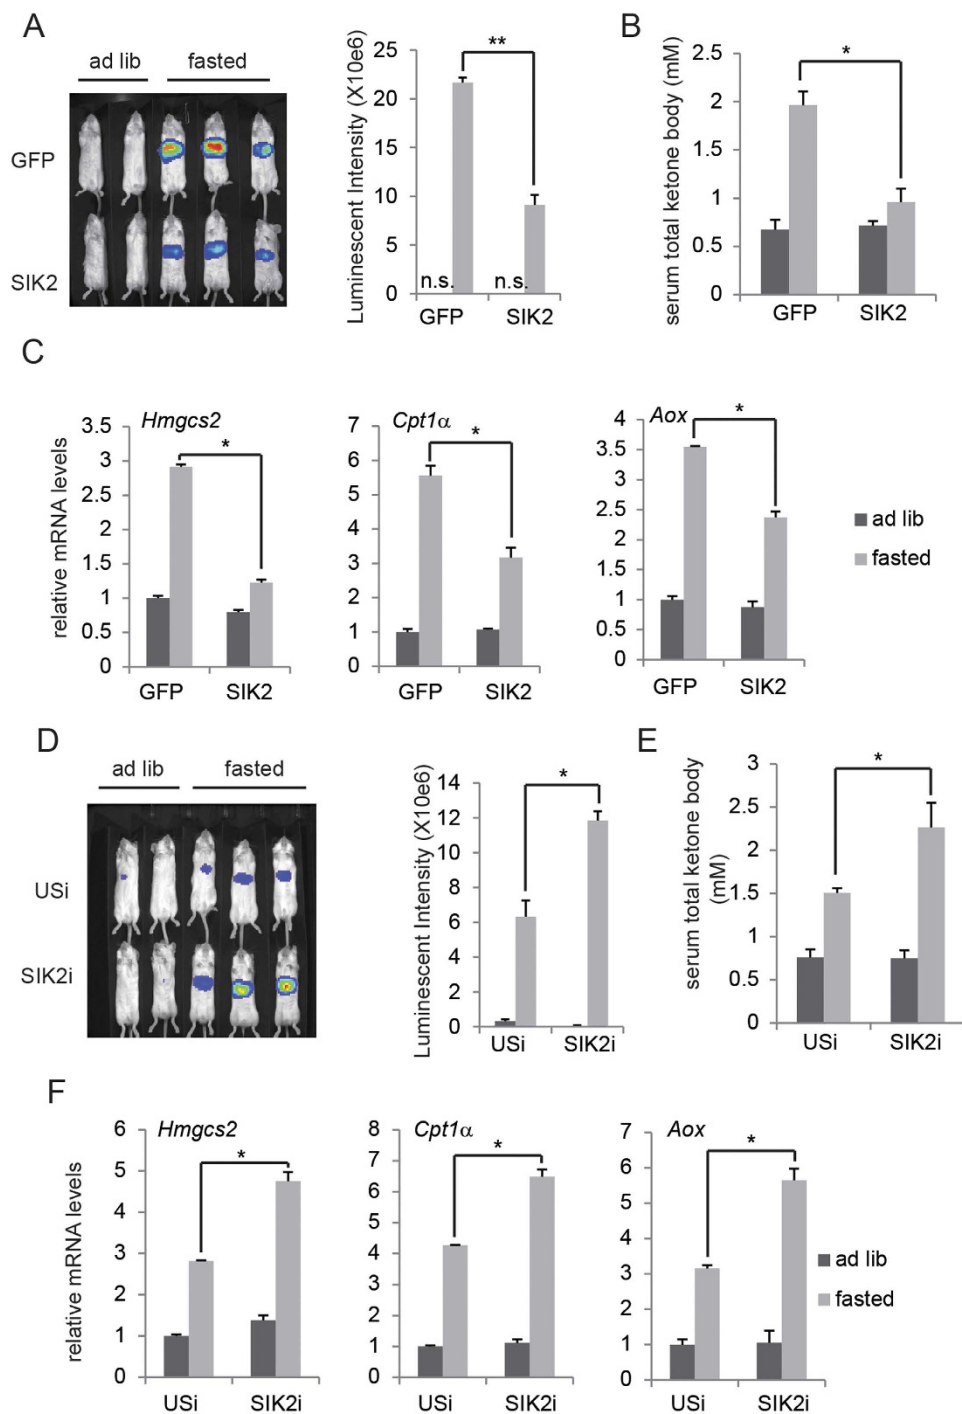 A
ad lib
fasted
GFP
SIK2
Luminescent Intensity (X10e6)
25
20
15
10
5
0
**
n.s.
n.s.
GFP
SIK2
B
serum total ketone body (mM)
2.5
2
1.5
1
0.5
0
*
GFP
SIK2
C
relative mRNA levels
Hmgcs2
3.5
3
2.5
2
1.5
1
0.5
0
*
GFP
SIK2
Cpt1α
7
6
5
4
3
2
1
0
*
GFP
SIK2
Aox
4
3.5
3
2.5
2
1.5
1
0.5
0
*
GFP
SIK2
ad lib
fasted
D
ad lib
fasted
USi
SIK2i
Luminescent Intensity (X10e6)
14
12
10
8
6
4
2
0
*
USi
SIK2i
E
serum total ketone body
(mM)
3
2.5
2
1.5
1
0.5
0
*
USi
SIK2i
F
relative mRNA levels
Hmgcs2
6
5
4
3
2
1
0
*
USi
SIK2i
Cpt1α
8
7
6
5
4
3
2
1
0
*
USi
SIK2i
Aox
7
6
5
4
3
2
1
0
*
USi
SIK2i
ad lib
fasted